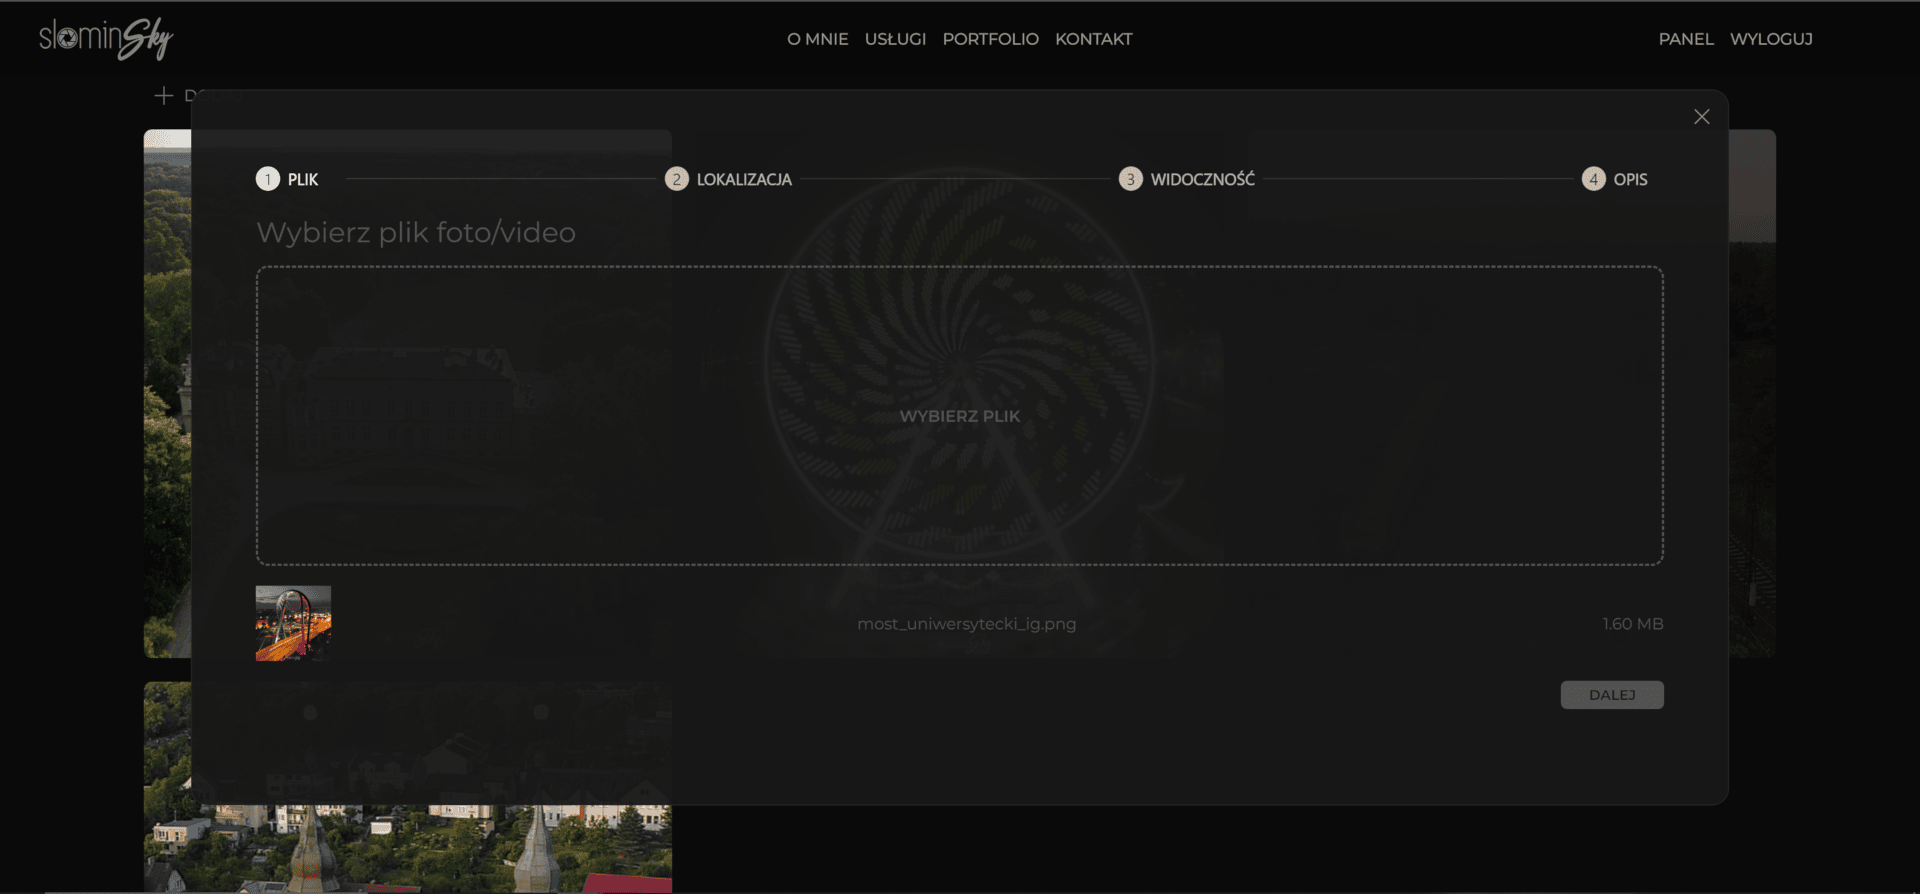 slominSky
O MNIE USŁUGI PORTFOLIO KONTAKT
PANEL WYLOGUJ
1 PLIK
2 LOKALIZACJA
3 WIDOCZNOŚĆ
4 OPIS
Wybierz plik foto/video
WYBIERZ PLIK
most_uniwersytecki_ig.png
1.60 MB
DALEJ